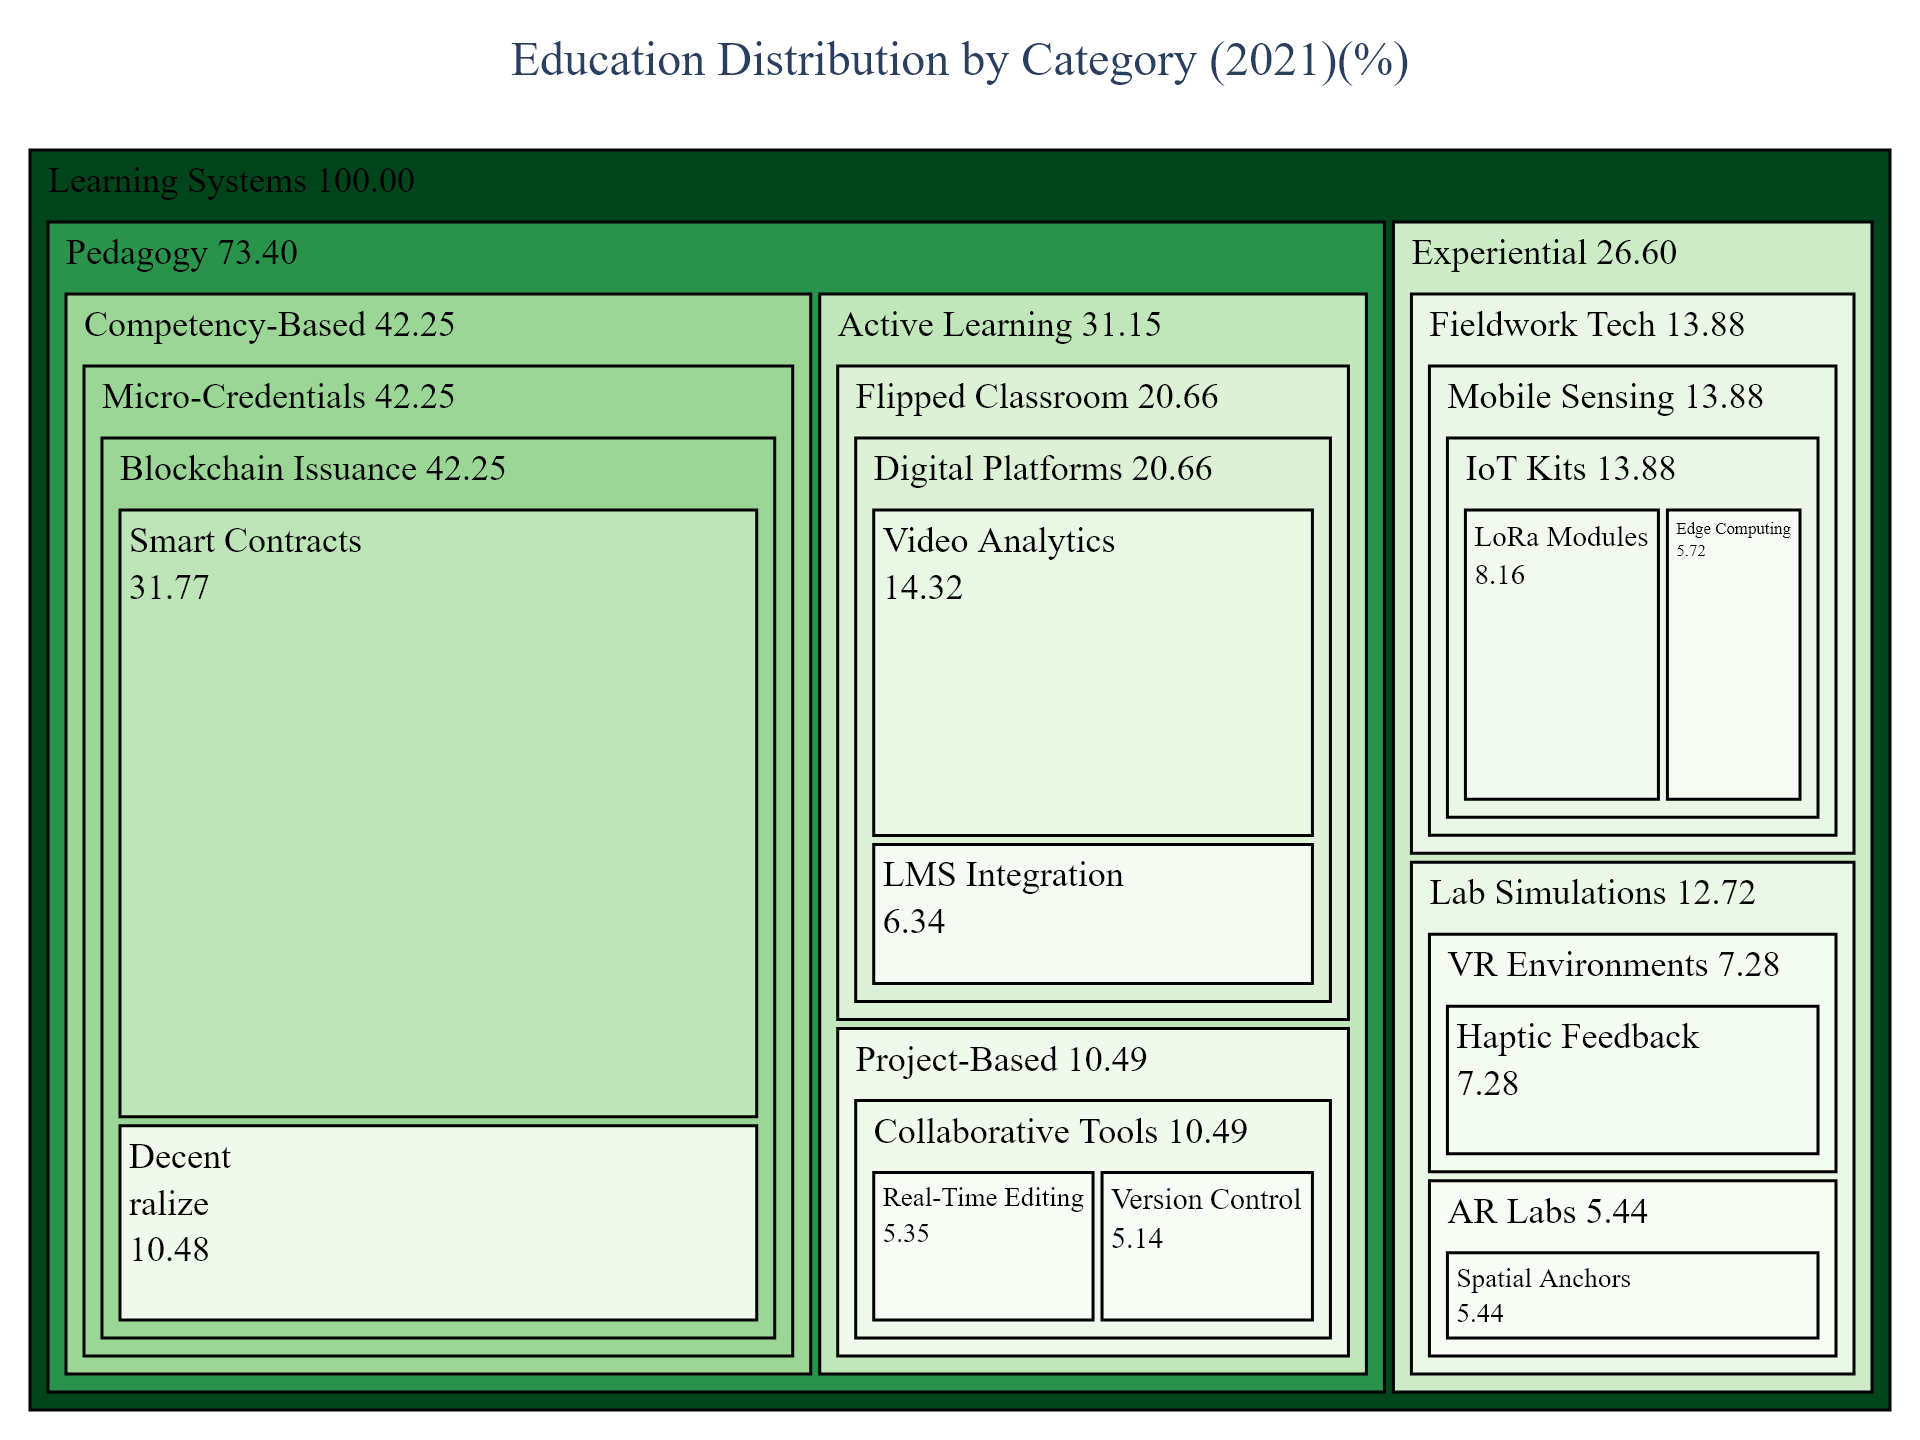 Education Distribution by Category (2021)(%)
Learning Systems 100.00
Pedagogy 73.40
Competency-Based 42.25
Micro-Credentials 42.25
Blockchain Issuance 42.25
Smart Contracts
31.77
Decent
ralize
10.48
Active Learning 31.15
Flipped Classroom 20.66
Digital Platforms 20.66
Video Analytics
14.32
LMS Integration
6.34
Project-Based 10.49
Collaborative Tools 10.49
Real-Time Editing
5.35
Version Control
5.14
Experiential 26.60
Fieldwork Tech 13.88
Mobile Sensing 13.88
IoT Kits 13.88
LoRa Modules
8.16
Edge Computing
5.72
Lab Simulations 12.72
VR Environments 7.28
Haptic Feedback
7.28
AR Labs 5.44
Spatial Anchors
5.44